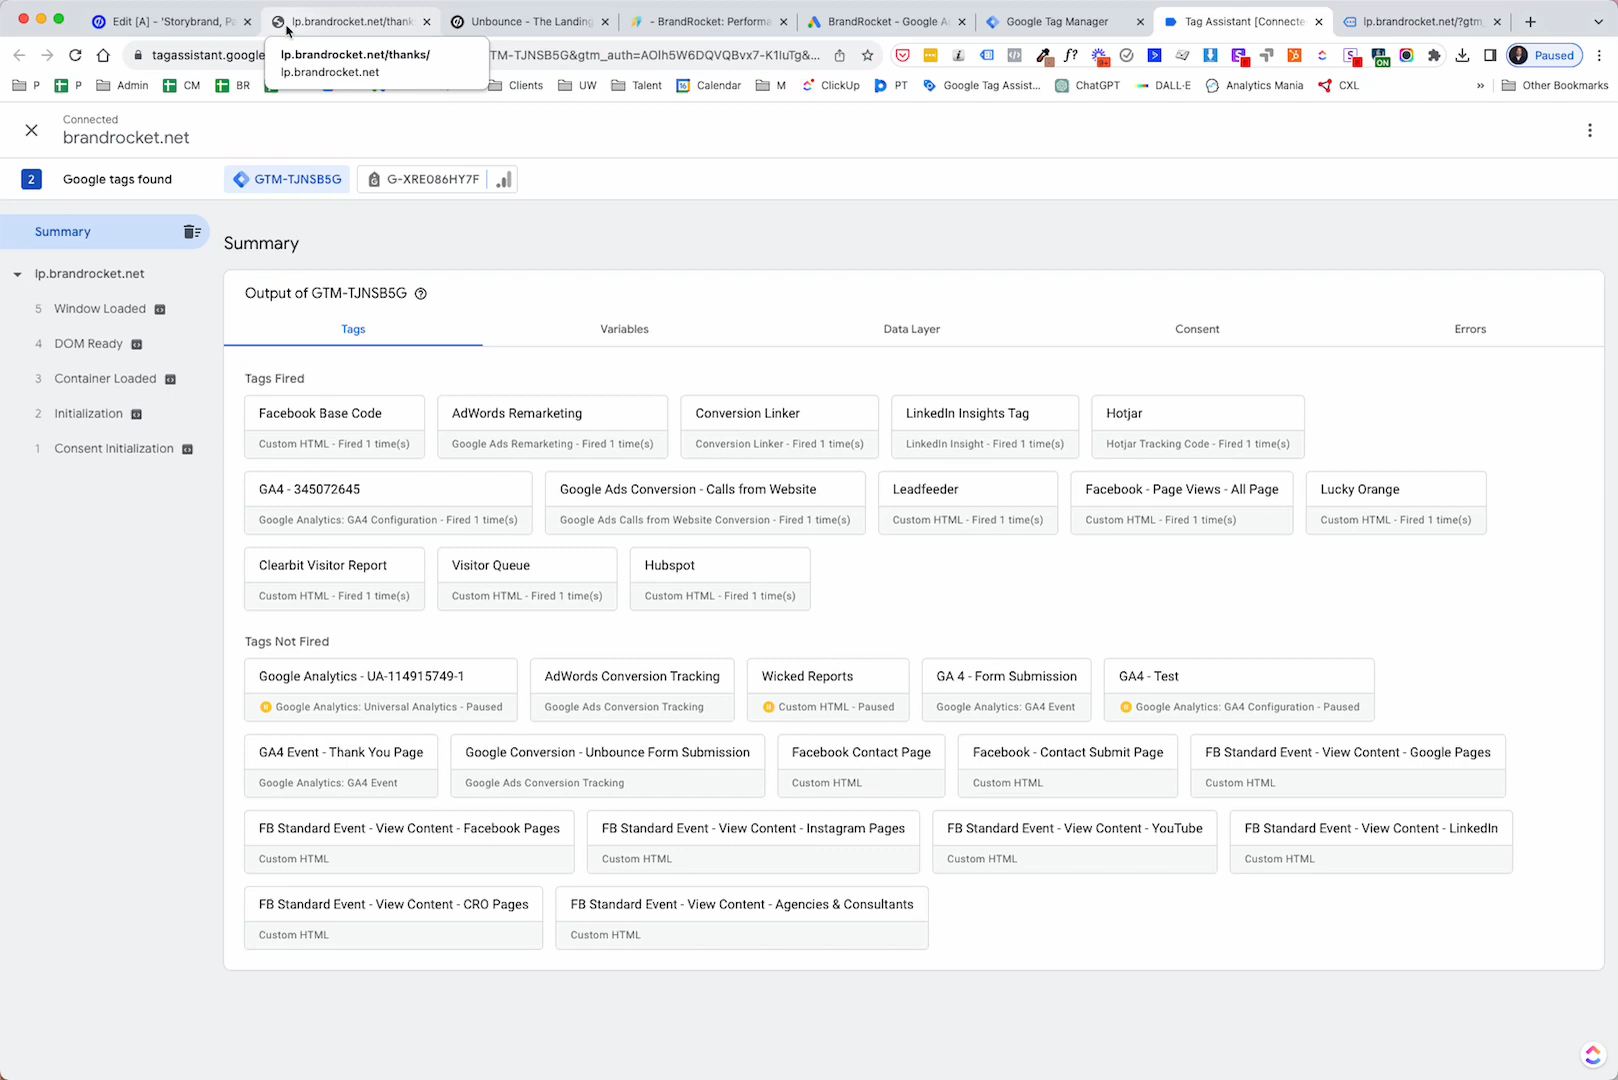 Edit [A] - 'Storybrand, Pa
lp.brandrocket.net/thank
Unbounce - The Landing
- BrandRocket: Performa
BrandRocket - Google A
Google Tag Manager
Tag Assistant [Connecte
lp.brandrocket.net/?gtm_
tagassistant.google
TM-TJNSB5G&gtm_auth=AOIh5W6DQVQBvx7-K1IuTg&...
Paused
lp.brandrocket.net/thanks/
lp.brandrocket.net
P
P
Admin
CM
BR
Clients
UW
Talent
Calendar
M
ClickUp
PT
Google Tag Assist...
ChatGPT
DALL·E
Analytics Mania
CXL
»
Other Bookmarks
Connected
brandrocket.net
2
Google tags found
GTM-TJNSB5G
G-XRE086HY7F
Summary
lp.brandrocket.net
5 Window Loaded
4 DOM Ready
3 Container Loaded
2 Initialization
1 Consent Initialization
Summary
Output of GTM-TJNSB5G
Tags
Variables
Data Layer
Consent
Errors
Tags Fired
Facebook Base Code
Custom HTML - Fired 1 time(s)
AdWords Remarketing
Google Ads Remarketing - Fired 1 time(s)
Conversion Linker
Conversion Linker - Fired 1 time(s)
LinkedIn Insights Tag
LinkedIn Insight - Fired 1 time(s)
Hotjar
Hotjar Tracking Code - Fired 1 time(s)
GA4 - 345072645
Google Analytics: GA4 Configuration - Fired 1 time(s)
Google Ads Conversion - Calls from Website
Google Ads Calls from Website Conversion - Fired 1 time(s)
Leadfeeder
Custom HTML - Fired 1 time(s)
Facebook - Page Views - All Page
Custom HTML - Fired 1 time(s)
Lucky Orange
Custom HTML - Fired 1 time(s)
Clearbit Visitor Report
Custom HTML - Fired 1 time(s)
Visitor Queue
Custom HTML - Fired 1 time(s)
Hubspot
Custom HTML - Fired 1 time(s)
Tags Not Fired
Google Analytics - UA-114915749-1
Google Analytics: Universal Analytics - Paused
AdWords Conversion Tracking
Google Ads Conversion Tracking
Wicked Reports
Custom HTML - Paused
GA 4 - Form Submission
Google Analytics: GA4 Event
GA4 - Test
Google Analytics: GA4 Configuration - Paused
GA4 Event - Thank You Page
Google Analytics: GA4 Event
Google Conversion - Unbounce Form Submission
Google Ads Conversion Tracking
Facebook Contact Page
Custom HTML
Facebook - Contact Submit Page
Custom HTML
FB Standard Event - View Content - Google Pages
Custom HTML
FB Standard Event - View Content - Facebook Pages
Custom HTML
FB Standard Event - View Content - Instagram Pages
Custom HTML
FB Standard Event - View Content - YouTube
Custom HTML
FB Standard Event - View Content - LinkedIn
Custom HTML
FB Standard Event - View Content - CRO Pages
Custom HTML
FB Standard Event - View Content - Agencies & Consultants
Custom HTML